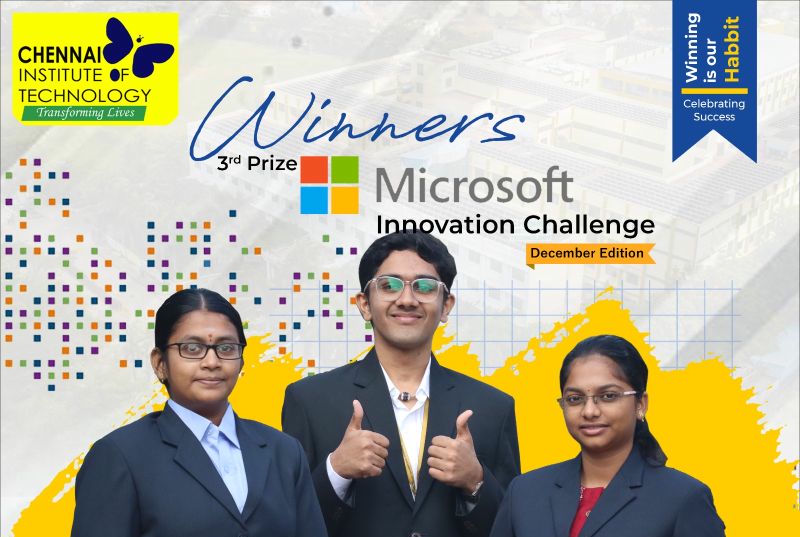 CHENNAI
INSTITUTE OF
TECHNOLOGY
Transforming Lives
Winning
is our
Habbit
Celebrating
Success
Winners
3rd Prize
Microsoft
Innovation Challenge
December Edition